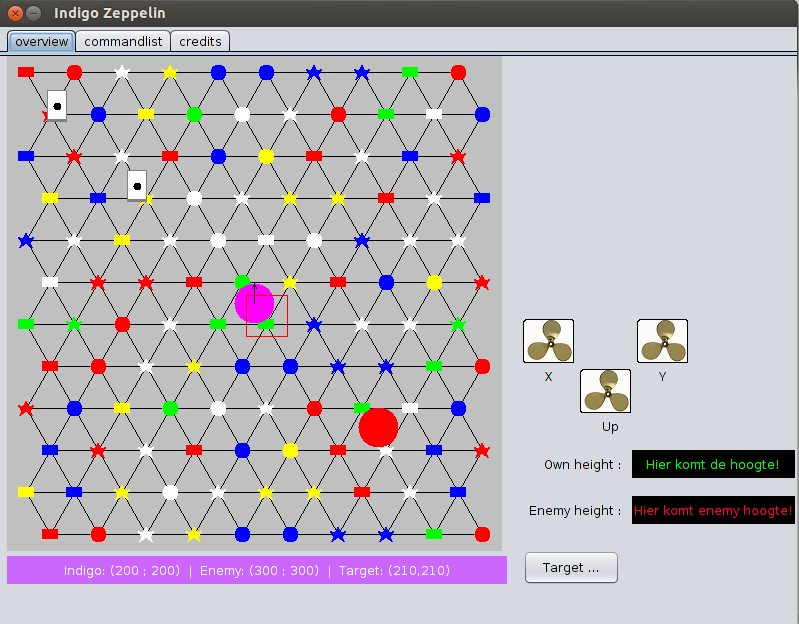 Indigo Zeppelin
overview commandlist credits
X Y
Up
Own height : Hier komt de hoogte!
Enemy height : Hier komt enemy hoogte!
Indigo: (200 ; 200) | Enemy: (300 ; 300) | Target: (210,210)
Target ...